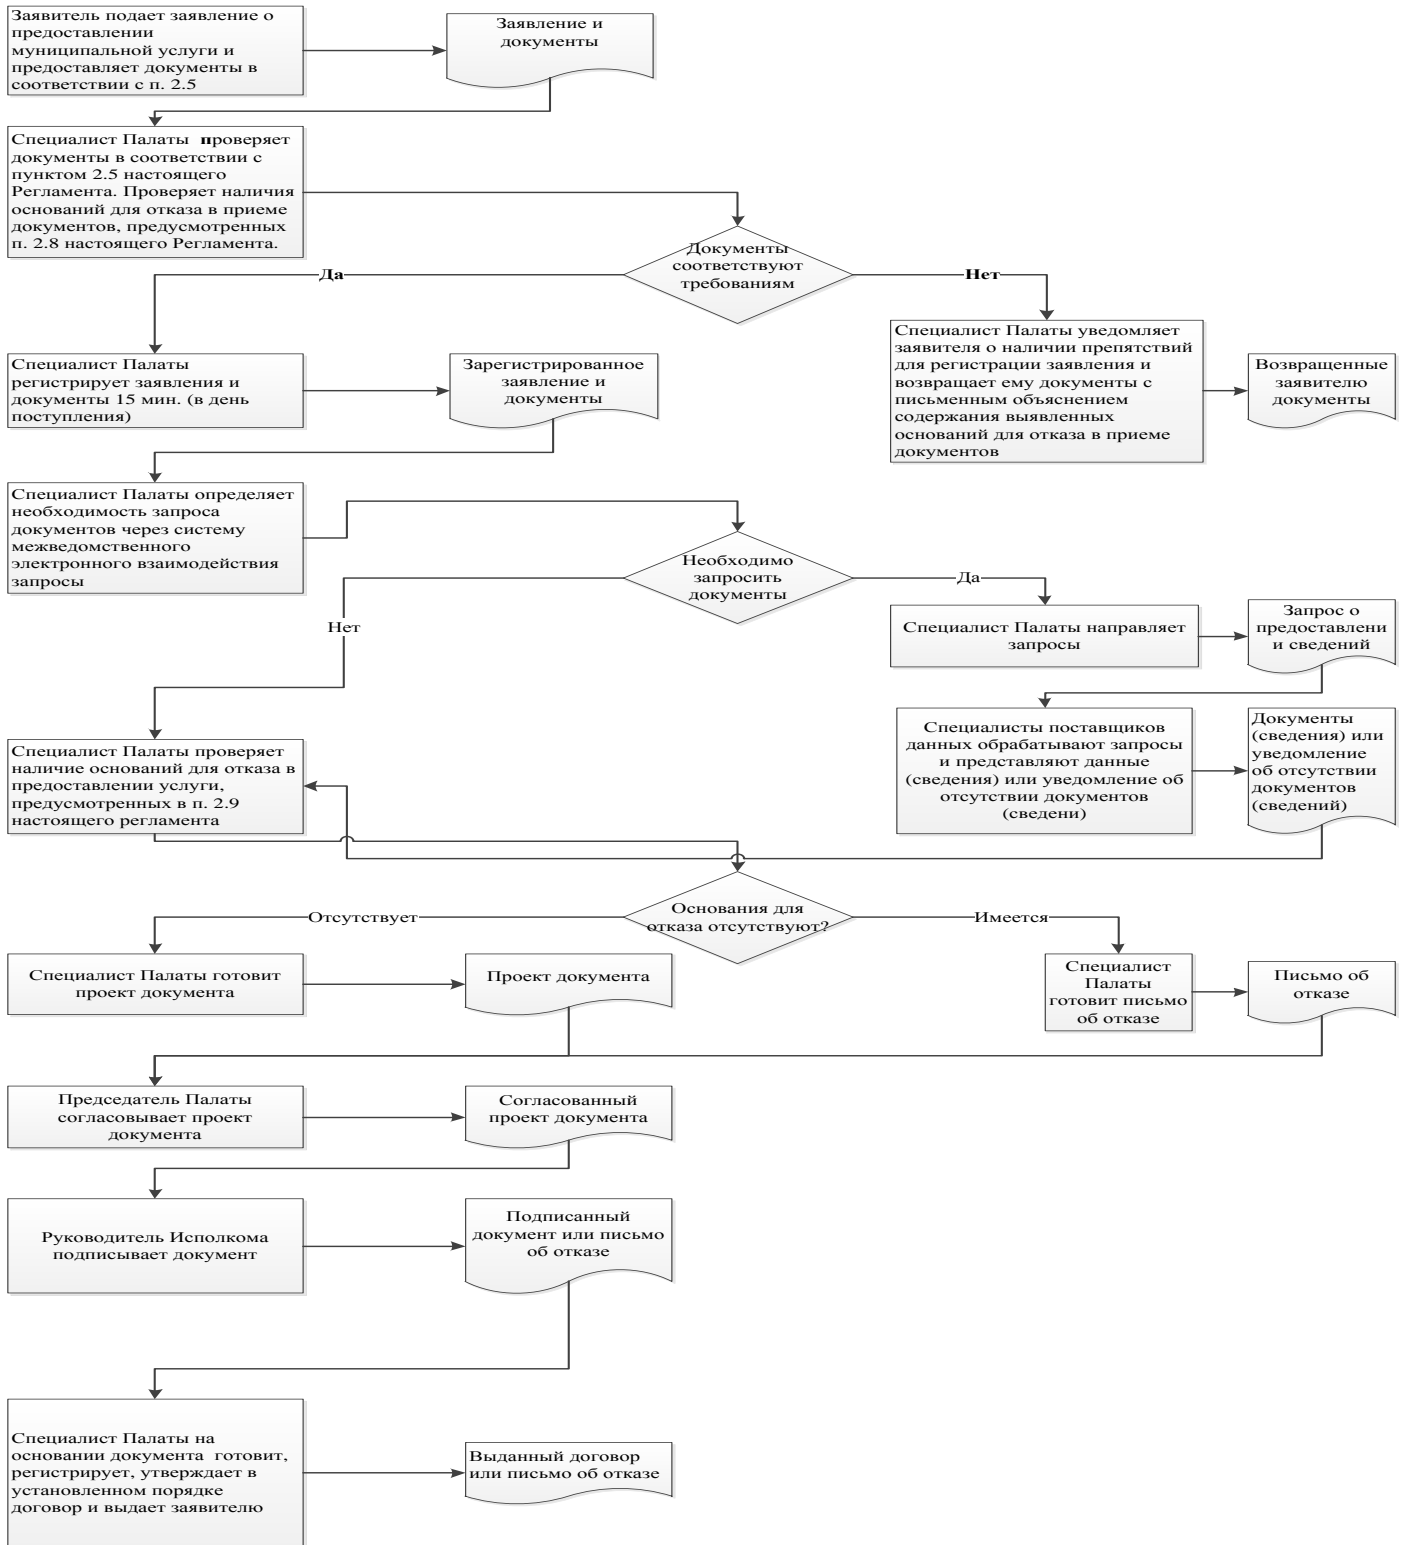 Заявитель подает заявление о
предоставлении
муниципальной услуги и
предоставляет документы в
соответствии с п. 2.5
Заявление и
документы
Специалист Палаты проверяет
документы в соответствии с
пунктом 2.5 настоящего
Регламента. Проверяет наличия
оснований для отказа в приеме
документов, предусмотренных
п. 2.8 настоящего Регламента.
Документы
соответствуют
требованиям
Да
Нет
Специалист Палаты
регистрирует заявления и
документы 15 мин. (в день
поступления)
Зарегистрированное
заявление и
документы
Специалист Палаты уведомляет
заявителя о наличии препятствий
для регистрации заявления и
возвращает ему документы с
письменным объяснением
содержания выявленных
оснований для отказа в приеме
документов
Возвращенные
заявителю
документы
Специалист Палаты определяет
необходимость запроса
документов через систему
межведомственного
электронного взаимодействия
запросы
Необходимо
запросить
документы
Да
Нет
Специалист Палаты направляет
запросы
Запрос о
предоставлени
и сведений
Специалисты поставщиков
данных обрабатывают запросы
и представляют данные
(сведения) или уведомление об
отсутствии документов
(сведени)
Документы
(сведения) или
уведомление
об отсутствии
документов
(сведений)
Специалист Палаты проверяет
наличие оснований для отказа в
предоставлении услуги,
предусмотренных в п. 2.9
настоящего регламента
Основания для
отказа отсутствуют?
Отсутствует
Имеется
Специалист Палаты готовит
проект документа
Проект документа
Специалист
Палаты
готовит письмо
об отказе
Письмо об
отказе
Председатель Палаты
согласовывает проект
документа
Согласованный
проект документа
Руководитель Исполкома
подписывает документ
Подписанный
документ или письмо
об отказе
Специалист Палаты на
основании документа готовит,
регистрирует, утверждает в
установленном порядке
договор и выдает заявителю
Выданный договор
или письмо об отказе